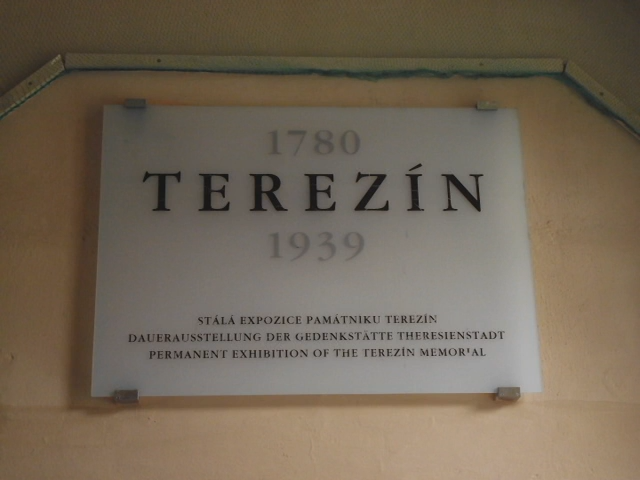 1780
TEREZÍN
1939
STÁLÁ EXPOZICE PAMÁTNIKU TEREZÍN
DAUERAUSSTELLUNG DER GEDENKSTÄTTE THERESIENSTADT
PERMANENT EXHIBITION OF THE TEREZÍN MEMORIAL